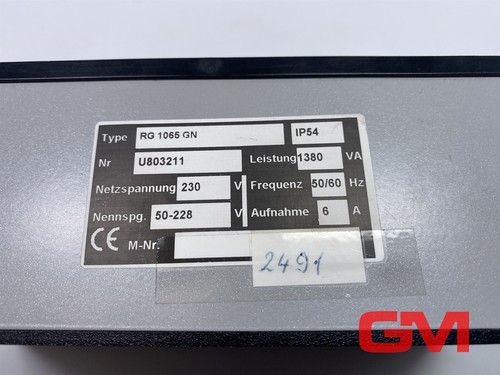 Type RG 1065 GN IP54
Nr U803211 Leistung 1380 VA
Netzspannung 230 V Frequenz 50/60 Hz
Nennspg. 50-228 V Aufnahme 6 A
CE M-Nr.
2491
GM